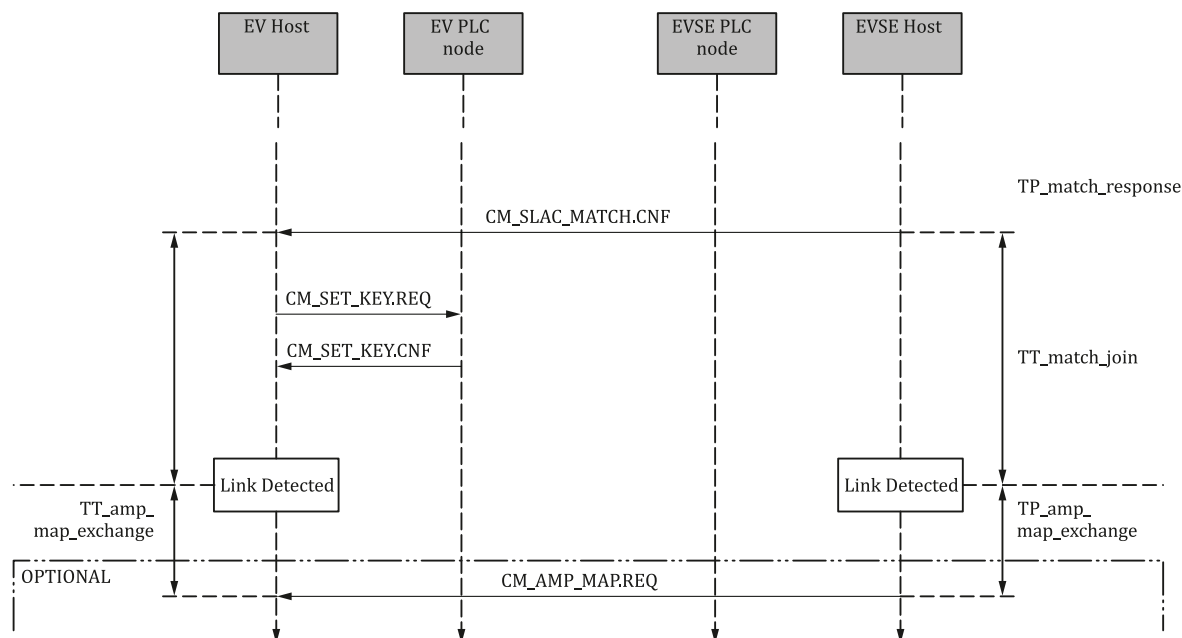 EV Host
EV PLC
node
EVSE PLC
node
EVSE Host
TP_match_response
CM_SLAC_MATCH.CNF
CM_SET_KEY.REQ
CM_SET_KEY.CNF
TT_match_join
Link Detected
Link Detected
TT_amp_
map_exchange
TP_amp_
map_exchange
OPTIONAL
CM_AMP_MAP.REQ